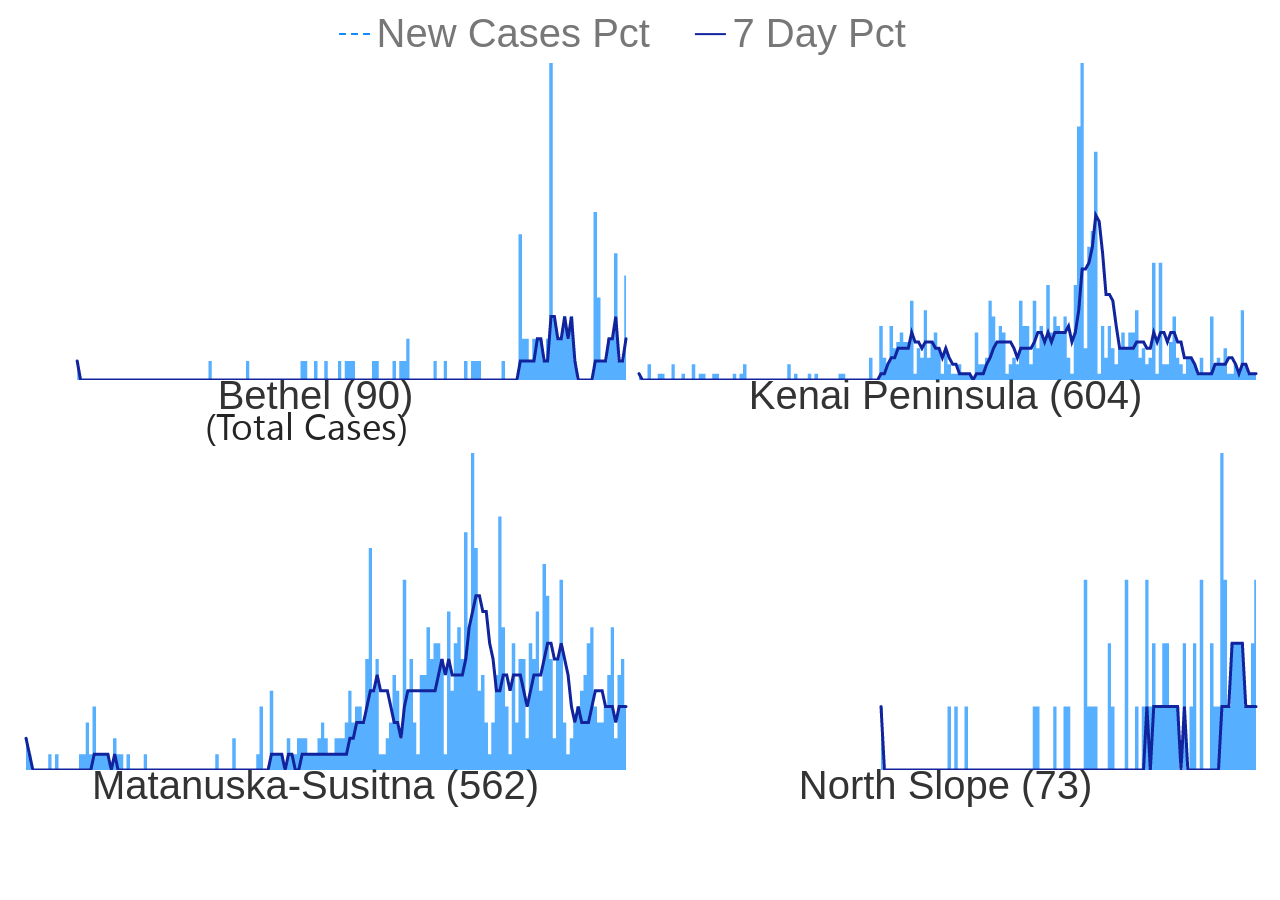 New Cases Pct 7 Day Pct
Bethel (90)
(Total Cases)
Kenai Peninsula (604)
Matanuska-Susitna (562)
North Slope (73)